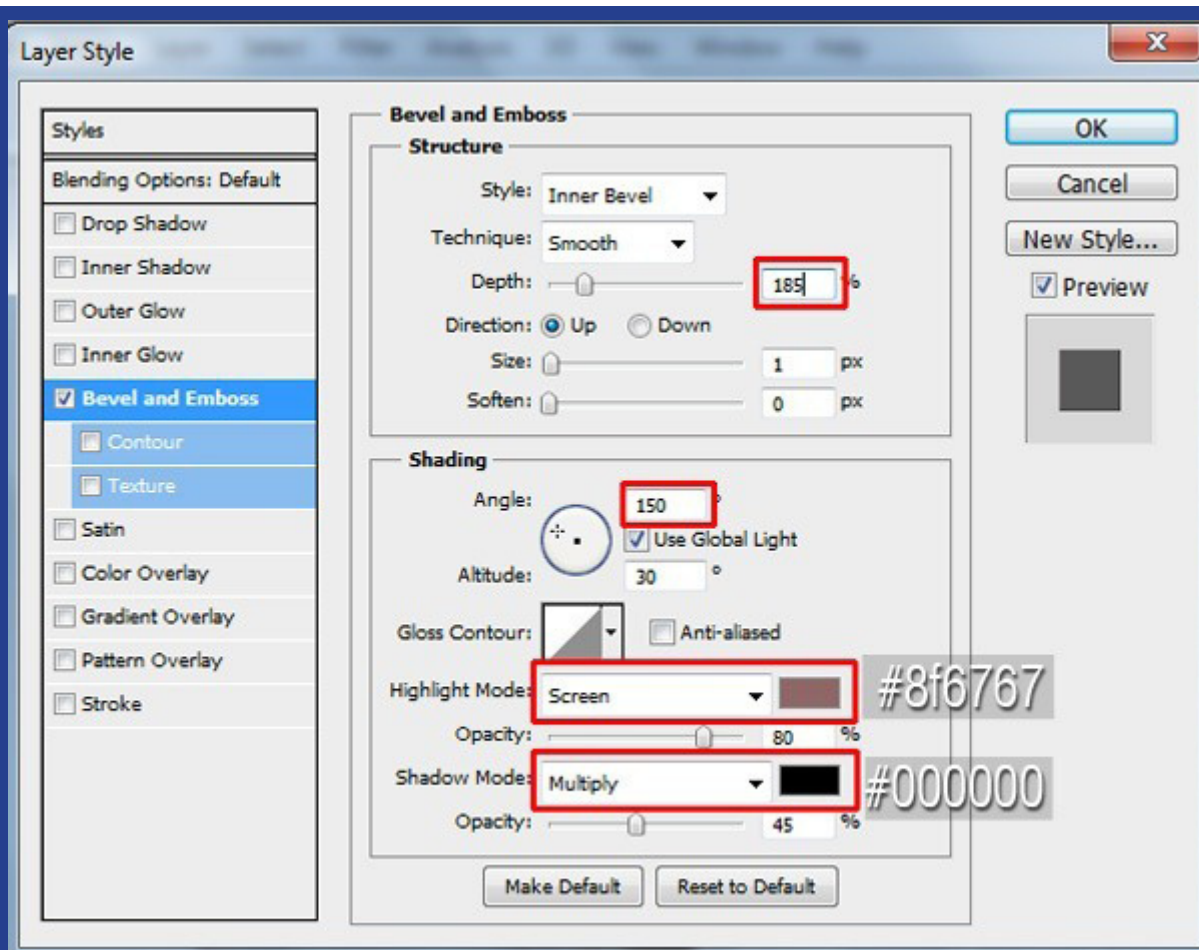 Layer Style
Styles
Blending Options: Default
Drop Shadow
Inner Shadow
Outer Glow
Inner Glow
Bevel and Emboss
Contour
Texture
Satin
Color Overlay
Gradient Overlay
Pattern Overlay
Stroke
Bevel and Emboss
Structure
Style: Inner Bevel
Technique: Smooth
Depth: 185 %
Direction: Up Down
Size: 1 px
Soften: 0 px
Shading
Angle: 150 °
Use Global Light
Altitude: 30 °
Gloss Contour: Anti-aliased
Highlight Mode: Screen #8f6767
Opacity: 80 %
Shadow Mode: Multiply #000000
Opacity: 45 %
Make Default Reset to Default
OK
Cancel
New Style...
Preview